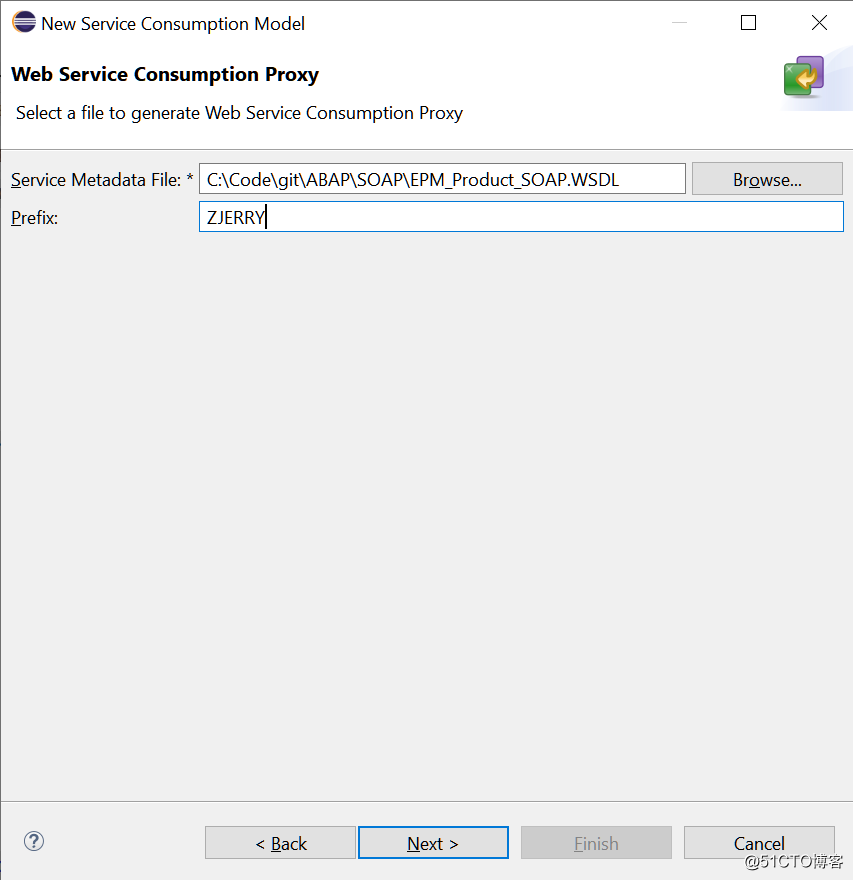 New Service Consumption Model
Web Service Consumption Proxy
Select a file to generate Web Service Consumption Proxy
Service Metadata File: * C:\Code\git\ABAP\SOAP\EPM_Product_SOAP.WSDL Browse...
Prefix: ZJERRY
? < Back Next > Finish Cancel
@51CTO博客